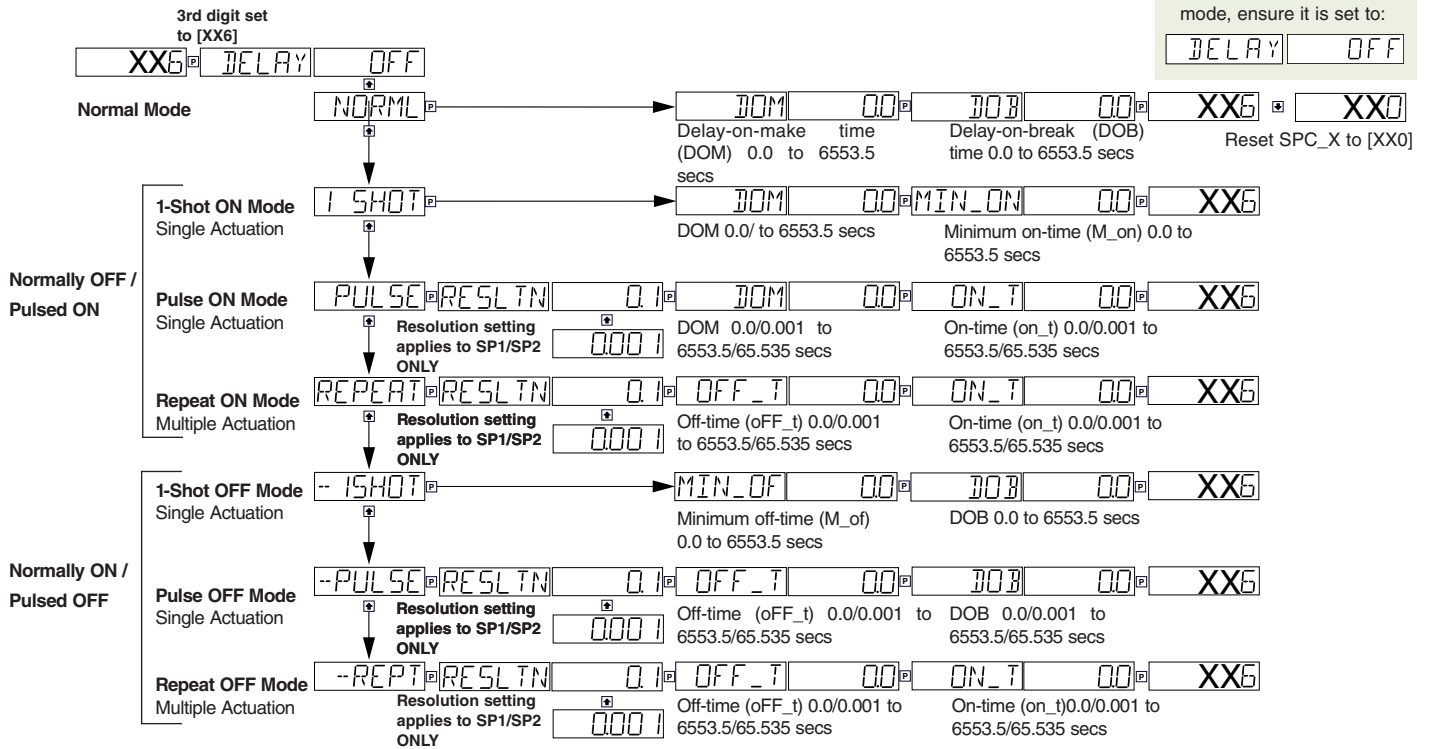 mode, ensure it is set to:
DELAY OFF
3rd digit set
to [XX6]
XX6 P DELAY OFF
Normal Mode
NORML P DOM 0.0 P DOB 0.0 P XX6 XX0
Delay-on-make time
(DOM) 0.0 to 6553.5
secs
Delay-on-break (DOB)
time 0.0 to 6553.5 secs
Reset SPC_X to [XX0]
Normally OFF /
Pulsed ON
1-Shot ON Mode
Single Actuation
1 SHOT P DOM 0.0 P MIN_ON 0.0 P XX6
DOM 0.0/ to 6553.5 secs
Minimum on-time (M_on) 0.0 to
6553.5 secs
Pulse ON Mode
Single Actuation
PULSE P RESLTN 0.1 P DOM 0.0 P ON_T 0.0 P XX6
Resolution setting
applies to SP1/SP2
ONLY
0.001
DOM 0.0/0.001 to
6553.5/65.535 secs
On-time (on_t) 0.0/0.001 to
6553.5/65.535 secs
Repeat ON Mode
Multiple Actuation
REPEAT P RESLTN 0.1 P OFF_T 0.0 P ON_T 0.0 P XX6
Resolution setting
applies to SP1/SP2
ONLY
0.001
Off-time (oFF_t) 0.0/0.001
to 6553.5/65.535 secs
On-time (on_t) 0.0/0.001 to
6553.5/65.535 secs
Normally ON /
Pulsed OFF
1-Shot OFF Mode
Single Actuation
--1SHOT P MIN_OF 0.0 P DOB 0.0 P XX6
Minimum off-time (M_of)
0.0 to 6553.5 secs
DOB 0.0 to 6553.5 secs
Pulse OFF Mode
Single Actuation
--PULSE P RESLTN 0.1 P OFF_T 0.0 P DOB 0.0 P XX6
Resolution setting
applies to SP1/SP2
ONLY
0.001
Off-time (oFF_t) 0.0/0.001 to
6553.5/65.535 secs
DOB 0.0/0.001 to
6553.5/65.535 secs
Repeat OFF Mode
Multiple Actuation
--REPT P RESLTN 0.1 P OFF_T 0.0 P ON_T 0.0 P XX6
Resolution setting
applies to SP1/SP2
ONLY
0.001
Off-time (oFF_t) 0.0/0.001 to
6553.5/65.535 secs
On-time (on_t)0.0/0.001 to
6553.5/65.535 secs